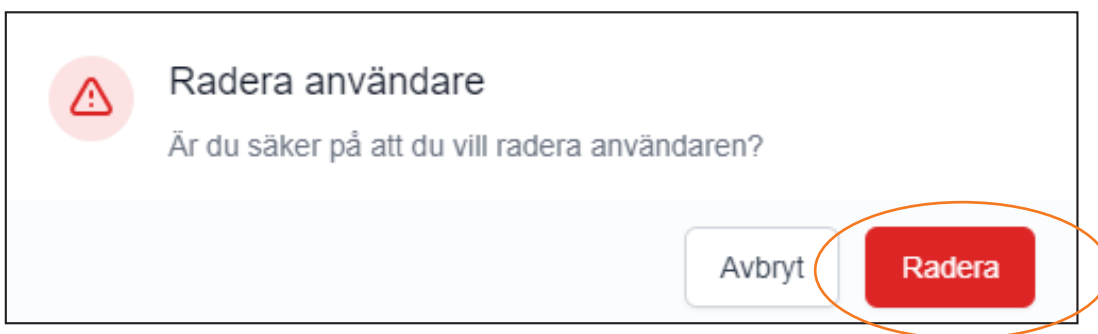 Radera användare
Är du säker på att du vill radera användaren?
Avbryt
Radera